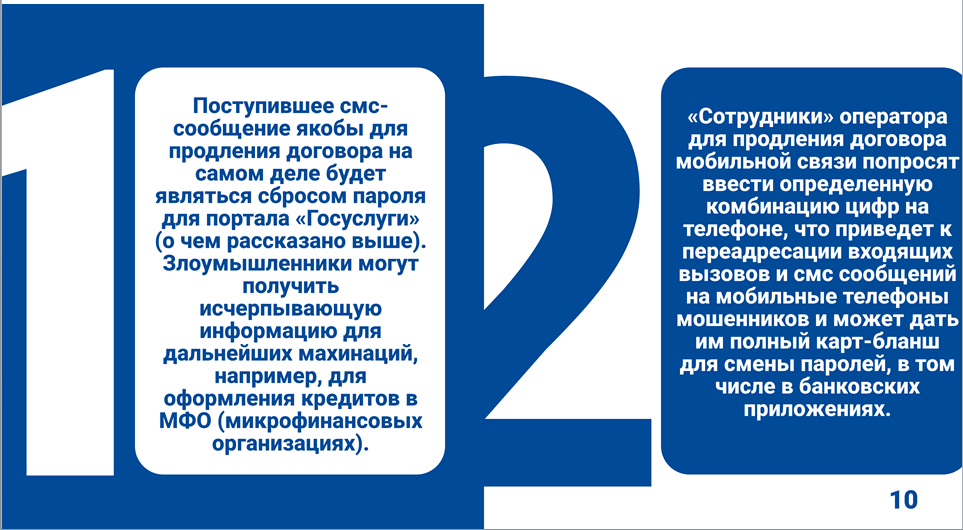 1
Поступившее смс-
сообщение якобы для
продления договора на
самом деле будет
являться сбросом пароля
для портала «Госуслуги»
(о чем рассказано выше).
Злоумышленники могут
получить
исчерпывающую
информацию для
дальнейших махинаций,
например, для
оформления кредитов в
МФО (микрофинансовых
организациях).
2
«Сотрудники» оператора
для продления договора
мобильной связи попросят
ввести определенную
комбинацию цифр на
телефоне, что приведет к
переадресации входящих
вызовов и смс сообщений
на мобильные телефоны
мошенников и может дать
им полный карт-бланш
для смены паролей, в том
числе в банковских
приложениях.
10